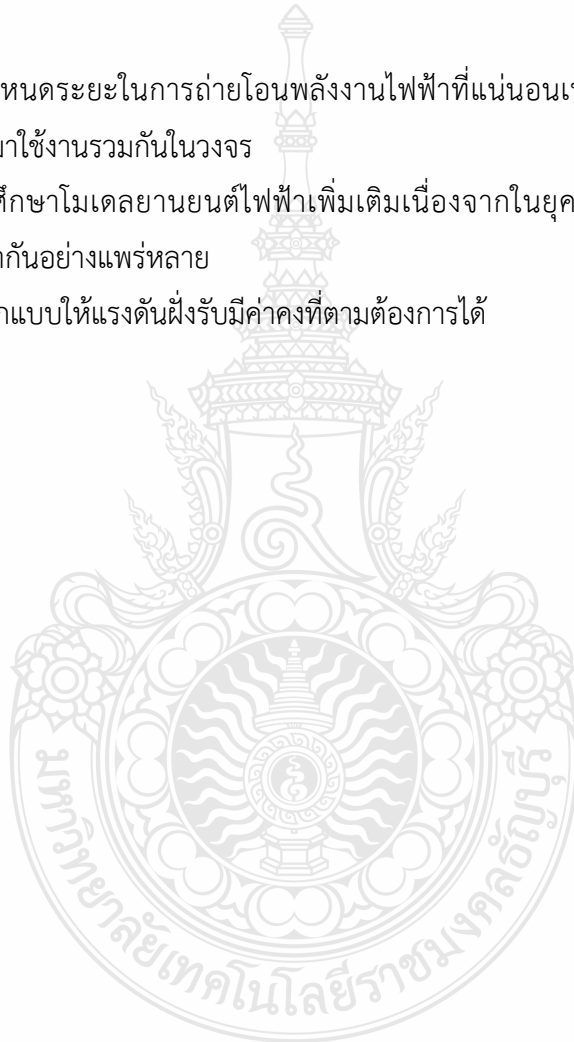 หนดระยะในการถ่ายโอนพลังงานไฟฟ้าที่แน่นอนเ
าใช้งานรวมกันในวงจร
ศึกษาโมเดลยานยนต์ไฟฟ้าเพิ่มเติมเนื่องจากในยุค
ากันอย่างแพร่หลาย
กแบบให้แรงดันฝั่งรับมีค่าคงที่ตามต้องการได้
มหาวิทยาลัยเทคโนโลยีราชมงคลธัญบุรี